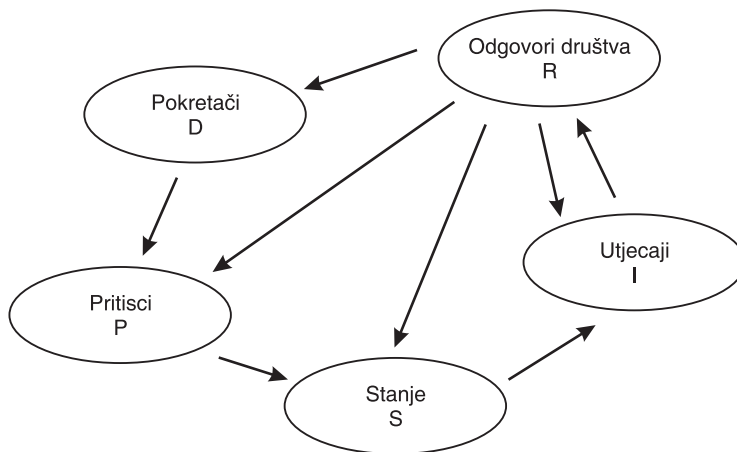 Odgovori društva
R
Pokretači
D
Utjecaji
I
Pritisci
P
Stanje
S